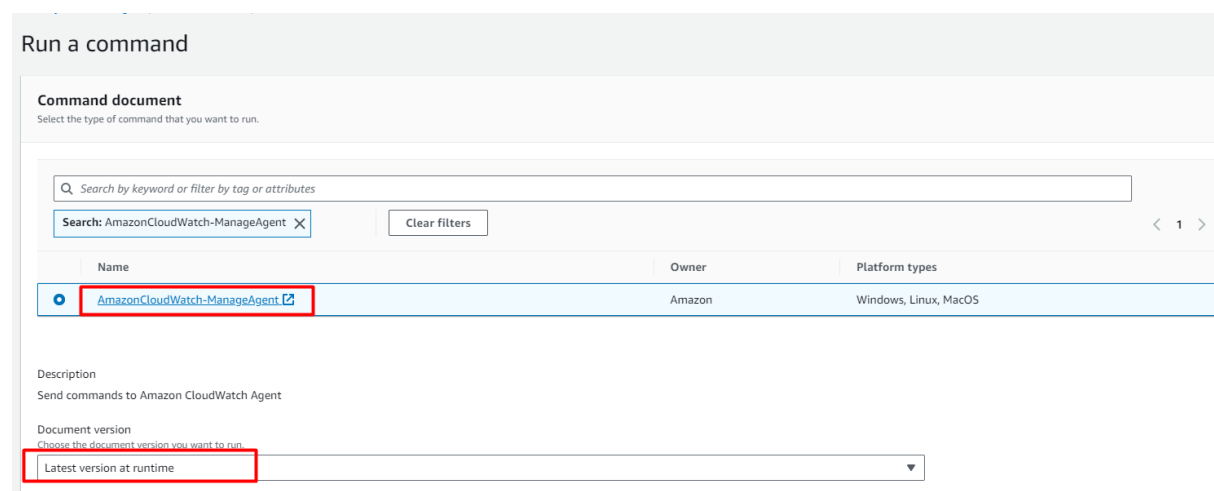 Run a command
Command document
Select the type of command that you want to run.
Search by keyword or filter by tag or attributes
Search: AmazonCloudWatch-ManageAgent
Clear filters
1
Name Owner Platform types
AmazonCloudWatch-ManageAgent Amazon Windows, Linux, MacOS
Description
Send commands to Amazon CloudWatch Agent
Document version
Choose the document version you want to run.
Latest version at runtime